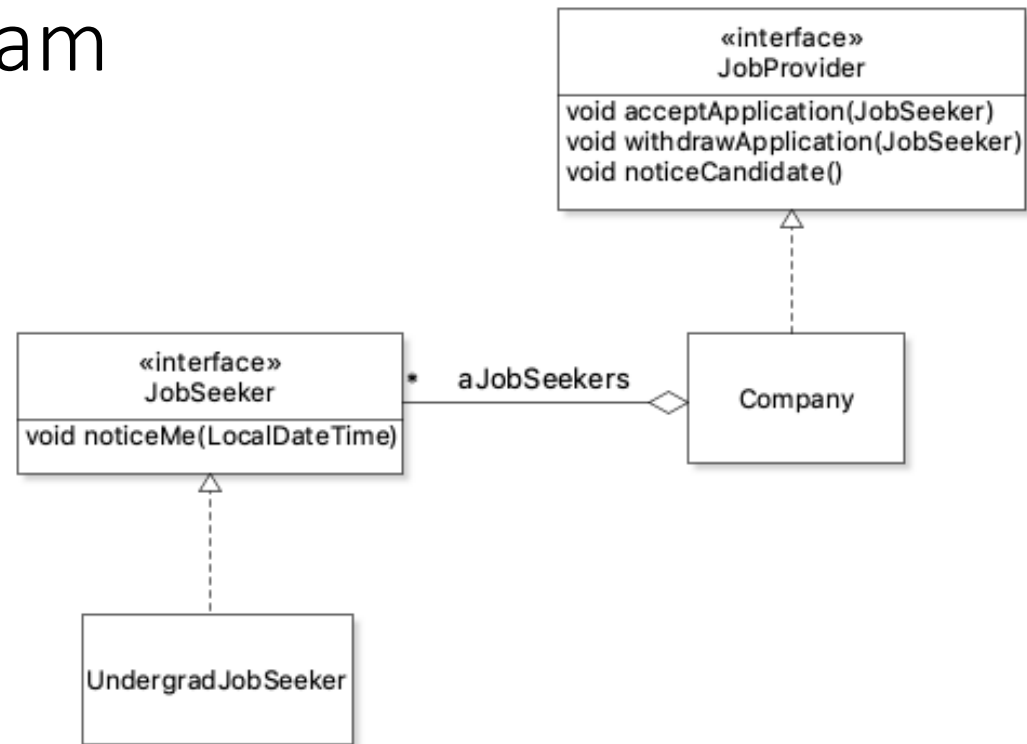 am
«interface»
JobProvider
void acceptApplication(JobSeeker)
void withdrawApplication(JobSeeker)
void noticeCandidate()
«interface»
JobSeeker
void noticeMe(LocalDateTime)
* aJobSeekers
Company
UndergradJobSeeker